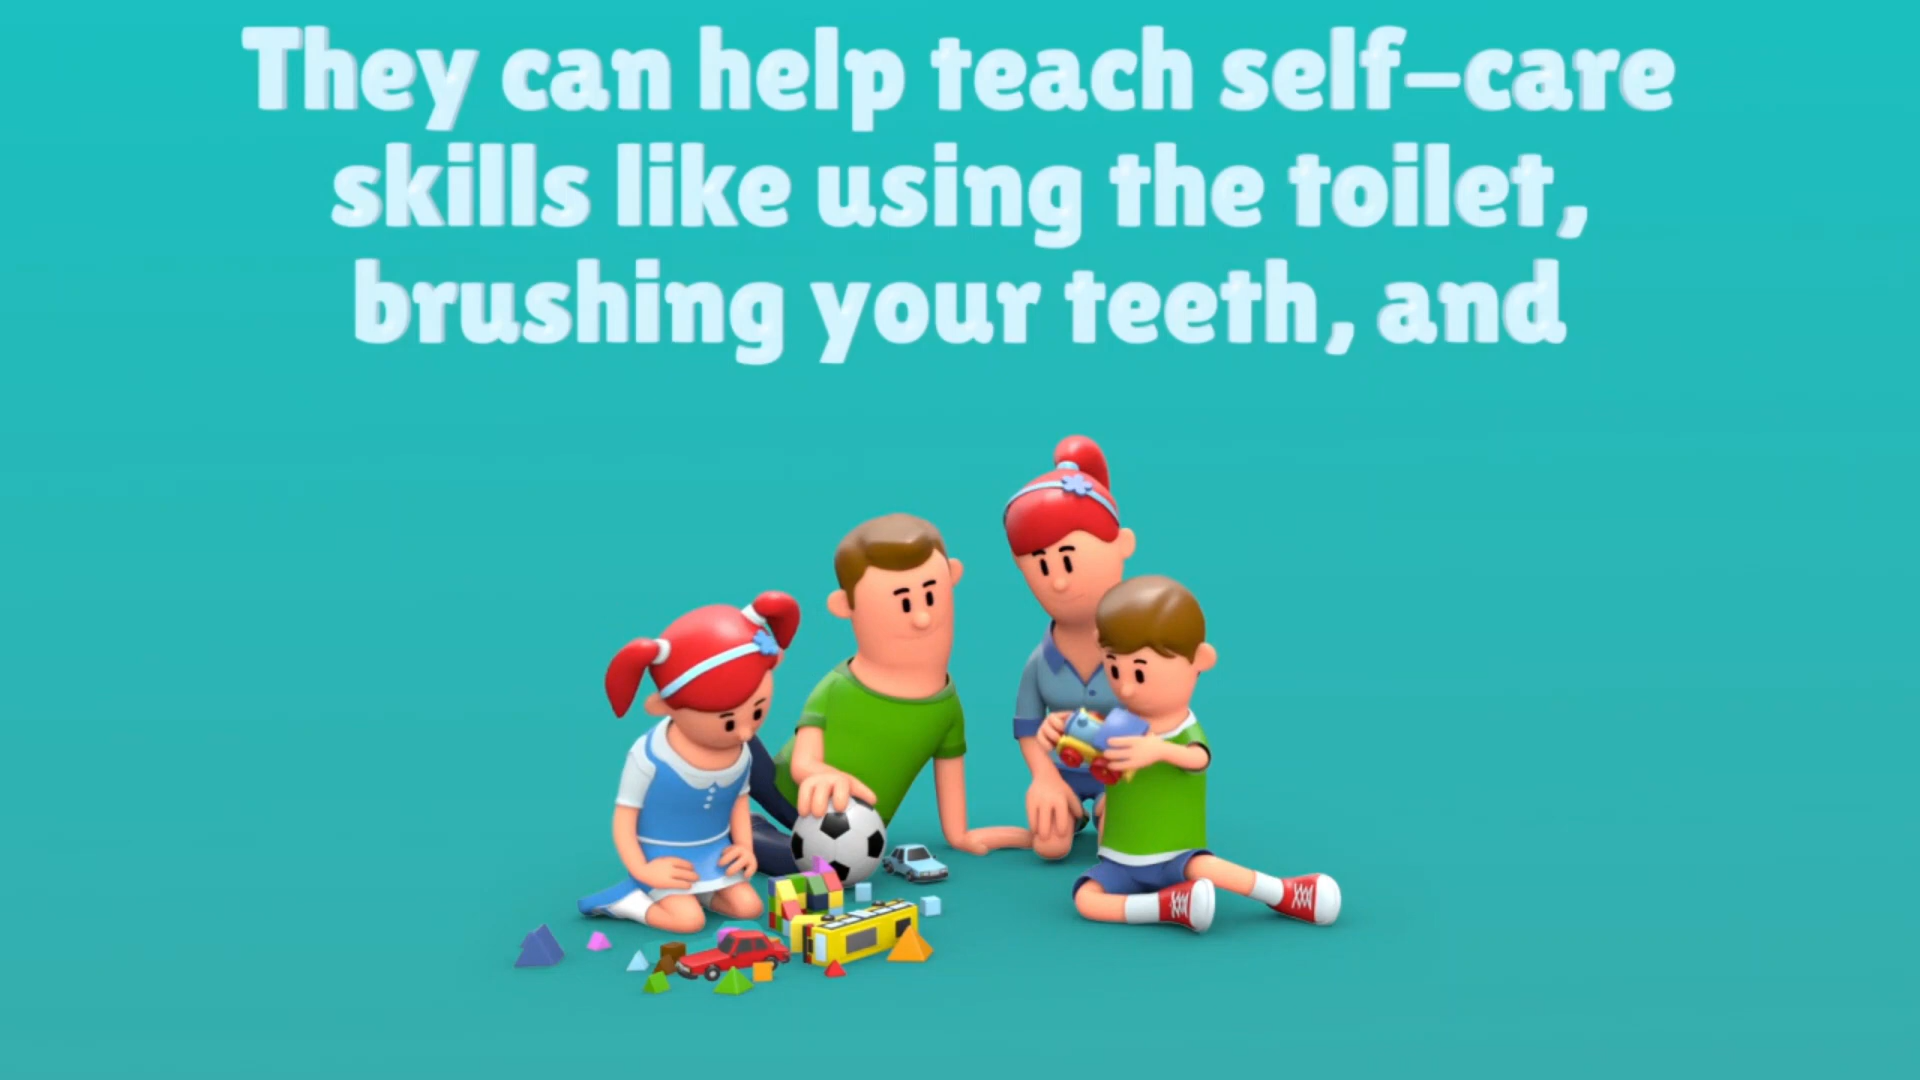 They can help teach self-care
skills like using the toilet,
brushing your teeth, and